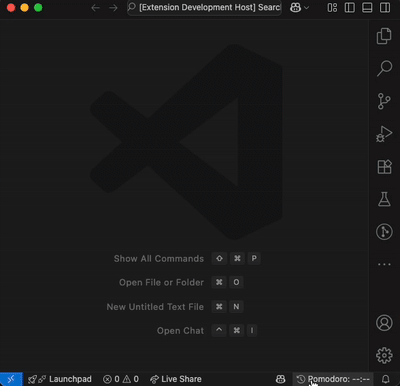 [Extension Development Host] Searc
Show All Commands ⇧ ⌘ P
Open File or Folder ⌘ O
New Untitled Text File ⌘ N
Open Chat ^ ⌘ I
Launchpad 0 0 Live Share Pomodoro: --:--